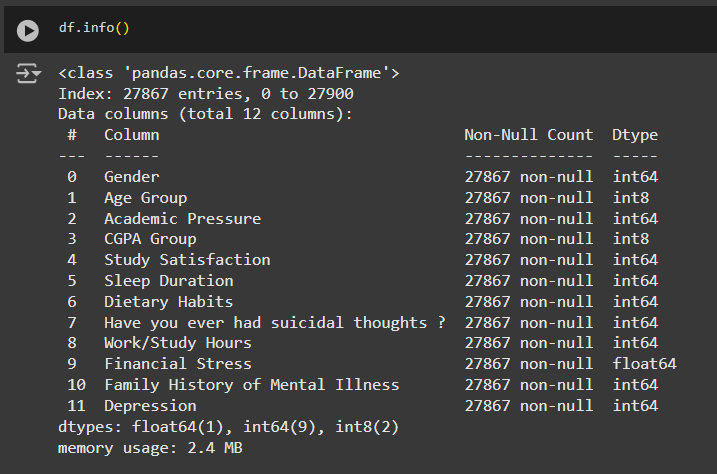 df.info()
<class 'pandas.core.frame.DataFrame'>
Index: 27867 entries, 0 to 27900
Data columns (total 12 columns):
 #   Column                                 Non-Null Count  Dtype
---  ------                                 --------------  -----
 0   Gender                                 27867 non-null  int64
 1   Age Group                              27867 non-null  int8
 2   Academic Pressure                      27867 non-null  int64
 3   CGPA Group                             27867 non-null  int8
 4   Study Satisfaction                     27867 non-null  int64
 5   Sleep Duration                         27867 non-null  int64
 6   Dietary Habits                         27867 non-null  int64
 7   Have you ever had suicidal thoughts ?  27867 non-null  int64
 8   Work/Study Hours                       27867 non-null  int64
 9   Financial Stress                       27867 non-null  float64
 10  Family History of Mental Illness       27867 non-null  int64
 11  Depression                             27867 non-null  int64
dtypes: float64(1), int64(9), int8(2)
memory usage: 2.4 MB